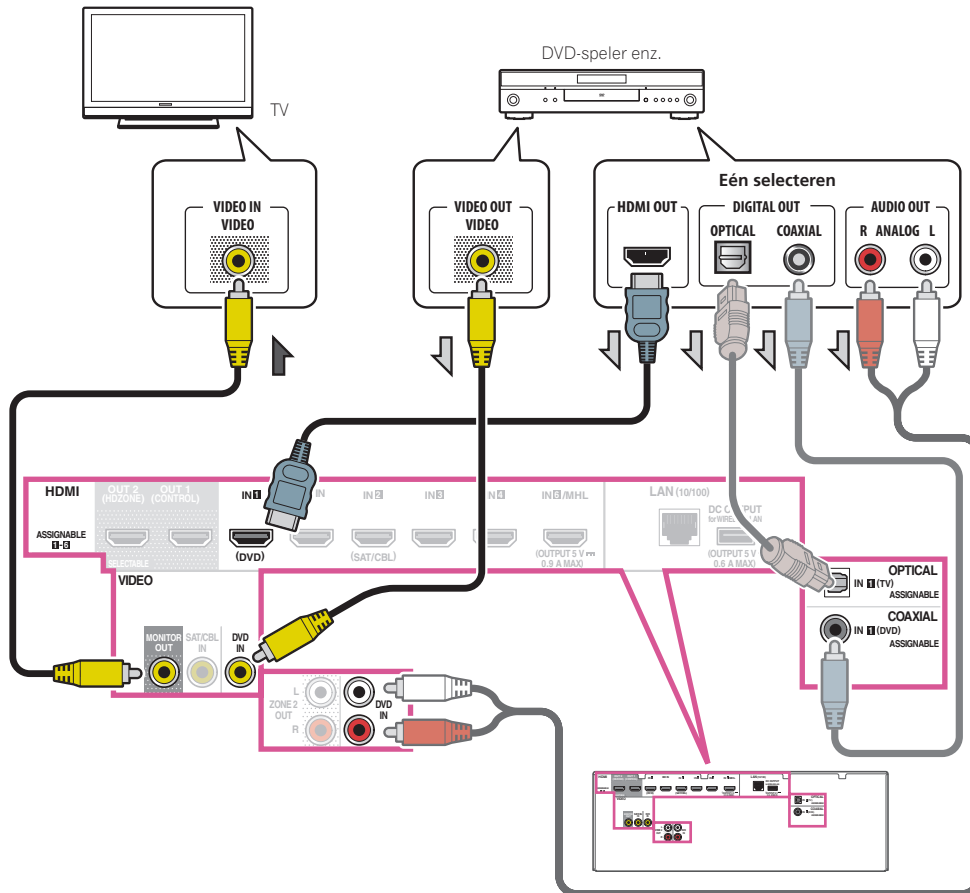 DVD-speler enz.
TV
Eén selecteren
VIDEO IN
VIDEO
VIDEO OUT
VIDEO
HDMI OUT
DIGITAL OUT
OPTICAL COAXIAL
AUDIO OUT
R ANALOG L
HDMI
ASSIGNABLE
1-6
OUT 2
(HDZONE)
OUT 1
(CONTROL)
SELECTABLE
IN 1
(DVD)
IN
IN 2
(SAT/CBL)
IN 3
IN 4
IN 6/MHL
(OUTPUT 5 V
0.9 A MAX)
LAN (10/100)
DC OUTPUT
for WIRELESS LAN
(OUTPUT 5 V
0.6 A MAX)
OPTICAL
IN 1 (TV)
ASSIGNABLE
COAXIAL
IN 1 (DVD)
ASSIGNABLE
VIDEO
MONITOR
OUT
SAT/CBL
IN
DVD
IN
L
ZONE 2
OUT
R
DVD
IN